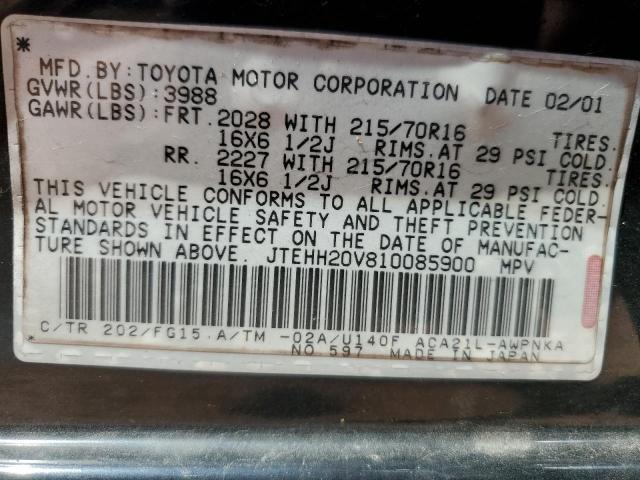 *
MFD. BY: TOYOTA MOTOR CORPORATION DATE 02/01
GVWR(LBS):3988
GAWR(LBS):FRT. 2028 WITH 215/70R16 TIRES.
16X6 1/2J RIMS.AT 29 PSI COLD.
RR. 2227 WITH 215/70R16 TIRES.
16X6 1/2J RIMS.AT 29 PSI COLD.
THIS VEHICLE CONFORMS TO ALL APPLICABLE FEDER-
AL MOTOR VEHICLE SAFETY AND THEFT PREVENTION
STANDARDS IN EFFECT ON THE DATE OF MANUFAC-
TURE SHOWN ABOVE. JTEHH20V810085900 MPV
C/TR 202/FG15.A/TM -02A/U140F ACA21L-AWPNKA
* NO 597 MADE IN JAPAN